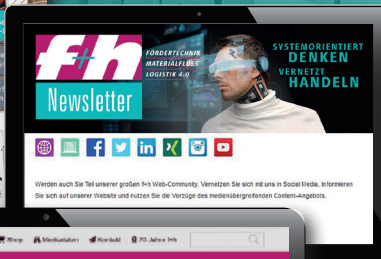 f+h
FÖRDERTECHNIK
MATERIALFLUSS
LOGISTIK 4.0
Newsletter
SYSTEMORIENTIERT
DENKEN
VERNETZT
HANDELN
Werden auch Sie Teil unserer großen f+h Web-Community. Vernetzen Sie sich mit uns in Social Media. Informieren
Sie sich auf unserer Website und nutzen Sie die Vorzüge des medienübergreifenden Content-Angebots.
Shop Mediadaten Kontakt 70 Jahre f+h